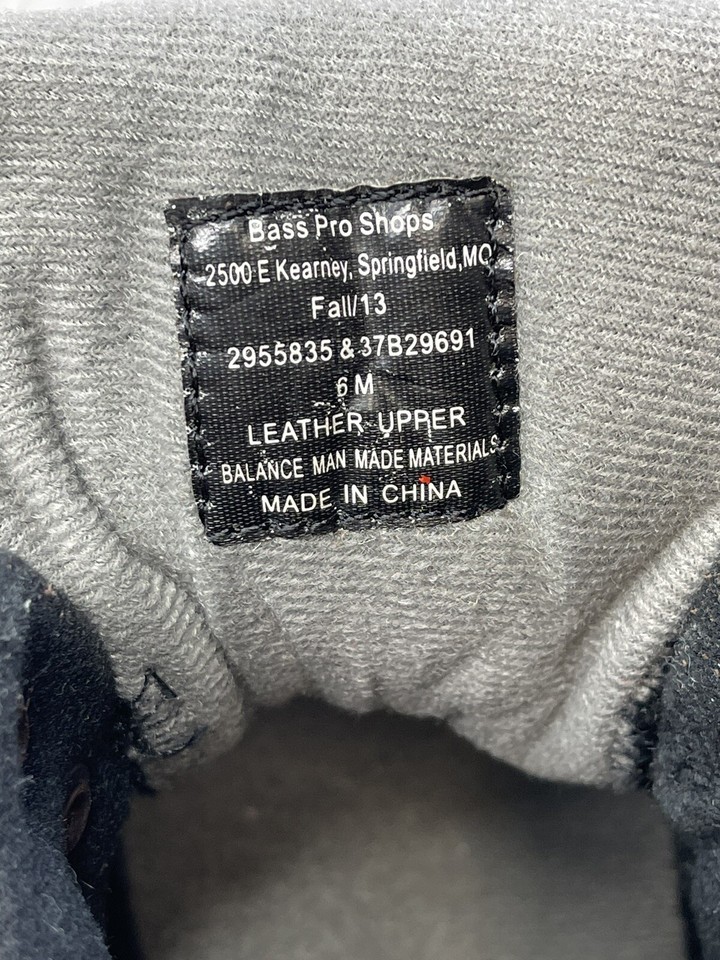 Bass Pro Shops
2500 E Kearney, Springfield,MO
Fall/13
2955835 & 37B29691
6 M
LEATHER UPPER
BALANCE MAN MADE MATERIALS
MADE IN CHINA